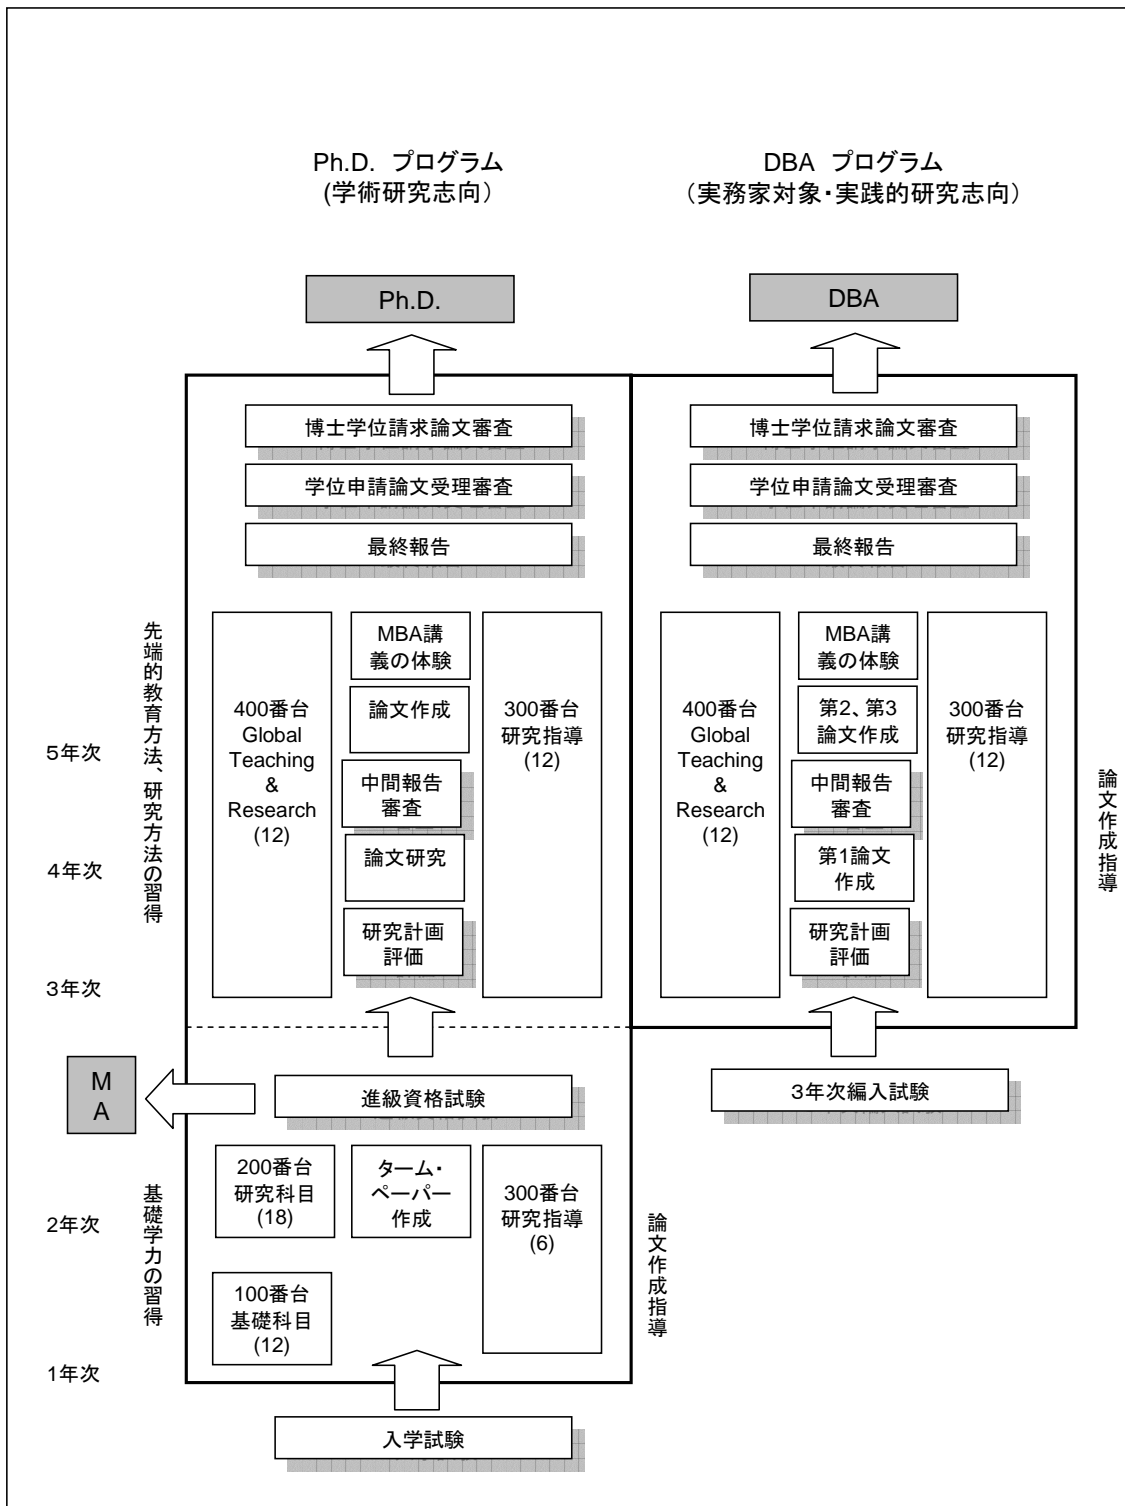 Ph.D. プログラム
(学術研究志向)
DBA プログラム
(実務家対象・実践的研究志向)
Ph.D.
DBA
博士学位請求論文審査
学位申請論文受理審査
最終報告
博士学位請求論文審査
学位申請論文受理審査
最終報告
先端的教育方法、研究方法の習得
5年次
4年次
3年次
400番台
Global
Teaching
&
Research
(12)
MBA講
義の体験
論文作成
中間報告
審査
論文研究
研究計画
評価
300番台
研究指導
(12)
400番台
Global
Teaching
&
Research
(12)
MBA講
義の体験
第2、第3
論文作成
中間報告
審査
第1論文
作成
研究計画
評価
300番台
研究指導
(12)
論文作成指導
M
A
進級資格試験
3年次編入試験
基礎学力の習得
2年次
1年次
200番台
研究科目
(18)
ターム・
ペーパー
作成
300番台
研究指導
(6)
100番台
基礎科目
(12)
論文作成指導
入学試験